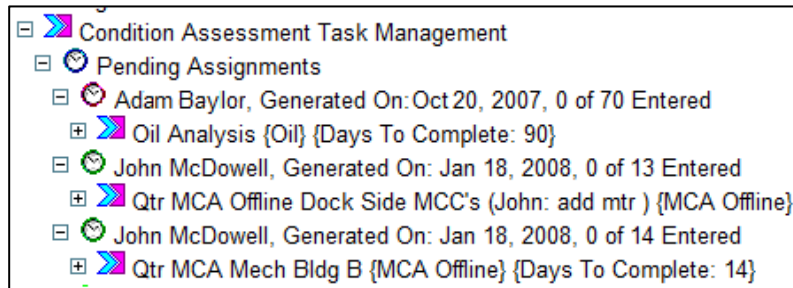 Condition Assessment Task Management
Pending Assignments
Adam Baylor, Generated On:Oct 20, 2007, 0 of 70 Entered
Oil Analysis {Oil} {Days To Complete: 90}
John McDowell, Generated On: Jan 18, 2008, 0 of 13 Entered
Qtr MCA Offline Dock Side MCC's (John: add mtr ) {MCA Offline}
John McDowell, Generated On: Jan 18, 2008, 0 of 14 Entered
Qtr MCA Mech Bldg B {MCA Offline} {Days To Complete: 14}